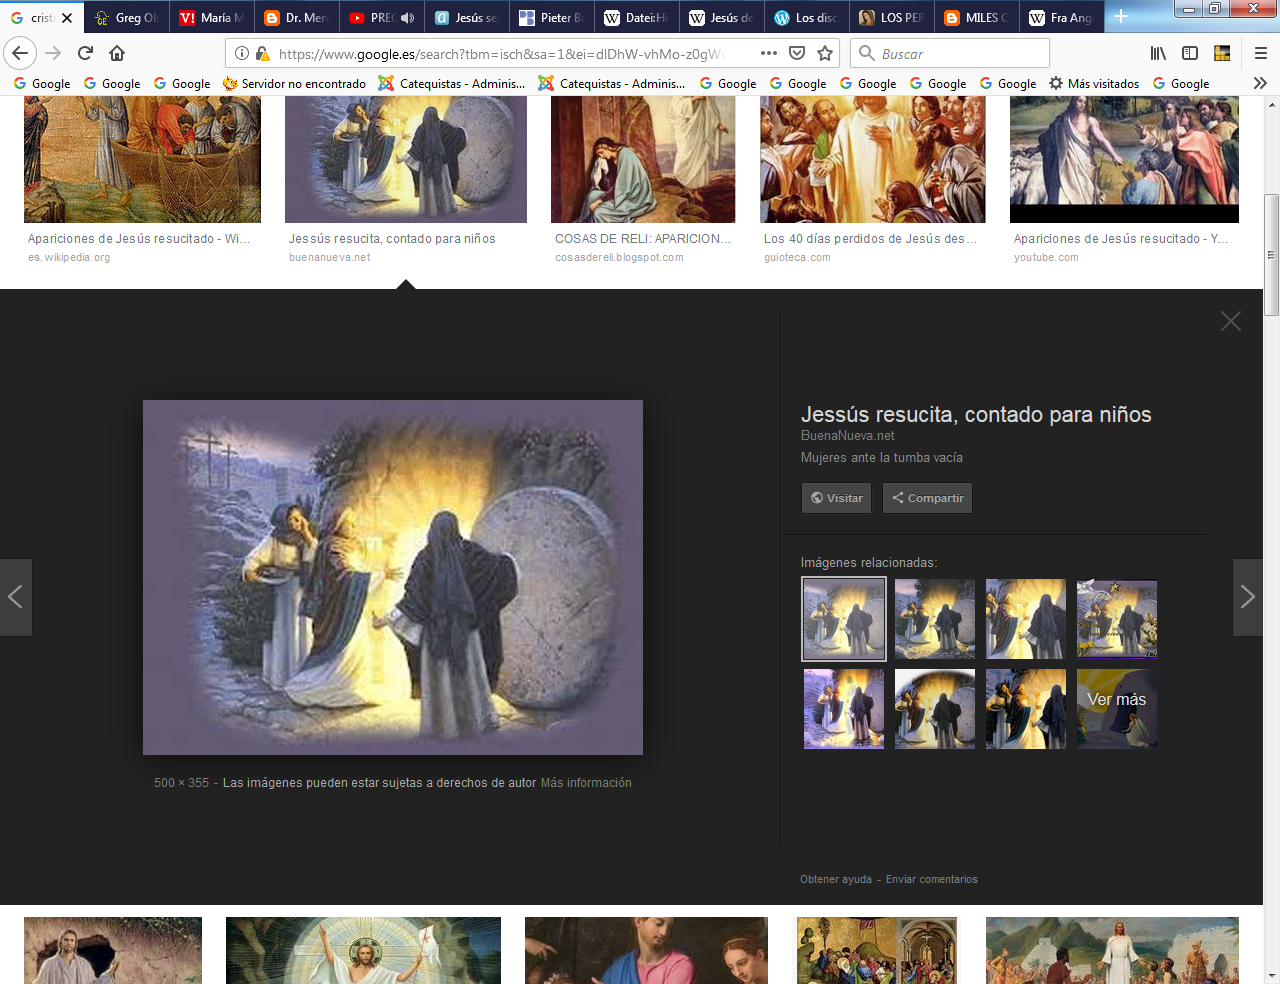 crist
Greg Ols
María M
Dr. Merv
PREC
Jesús se
Pieter B
Datei:Hi
Jesús de
Los disc
LOS PER
MILES C
Fra Ang
https://www.google.es/search?tbm=isch&sa=1&ei=dIDhW-vhMo-z0gW
Buscar
Google Google Google Servidor no encontrado Catequistas - Adminis... Catequistas - Adminis... Google Google Google Google Google Más visitados Google
Apariciones de Jesús resucitado - Wi...
es.wikipedia.org
Jessús resucita, contado para niños
buenanueva.net
COSAS DE RELI: APARICION...
cosasdereli.blogspot.com
Los 40 días perdidos de Jesús des...
guioteca.com
Apariciones de Jesús resucitado - Y...
youtube.com
Jessús resucita, contado para niños
BuenaNueva.net
Mujeres ante la tumba vacía
Visitar Compartir
Imágenes relacionadas:
Ver más
500 × 355 - Las imágenes pueden estar sujetas a derechos de autor Más información
Obtener ayuda - Enviar comentarios